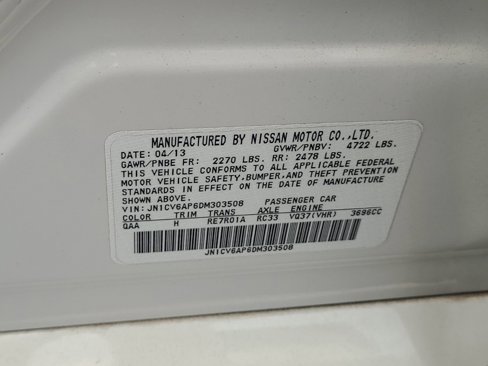 MANUFACTURED BY NISSAN MOTOR CO.,LTD.
DATE: 04/13 GVWR/PNBV: 4722 LBS.
GAWR/PNBE FR: 2270 LBS. RR: 2478 LBS.
THIS VEHICLE CONFORMS TO ALL APPLICABLE FEDERAL
MOTOR VEHICLE SAFETY, BUMPER, AND THEFT PREVENTION
STANDARDS IN EFFECT ON THE DATE OF MANUFACTURE
SHOWN ABOVE.
VIN: JN1CV6AP6DM303508 PASSENGER CAR
COLOR TRIM TRANS AXLE ENGINE
QAA H RE7R01A RC33 VQ37(VHR) 3696CC
JN1CV6AP6DM303508